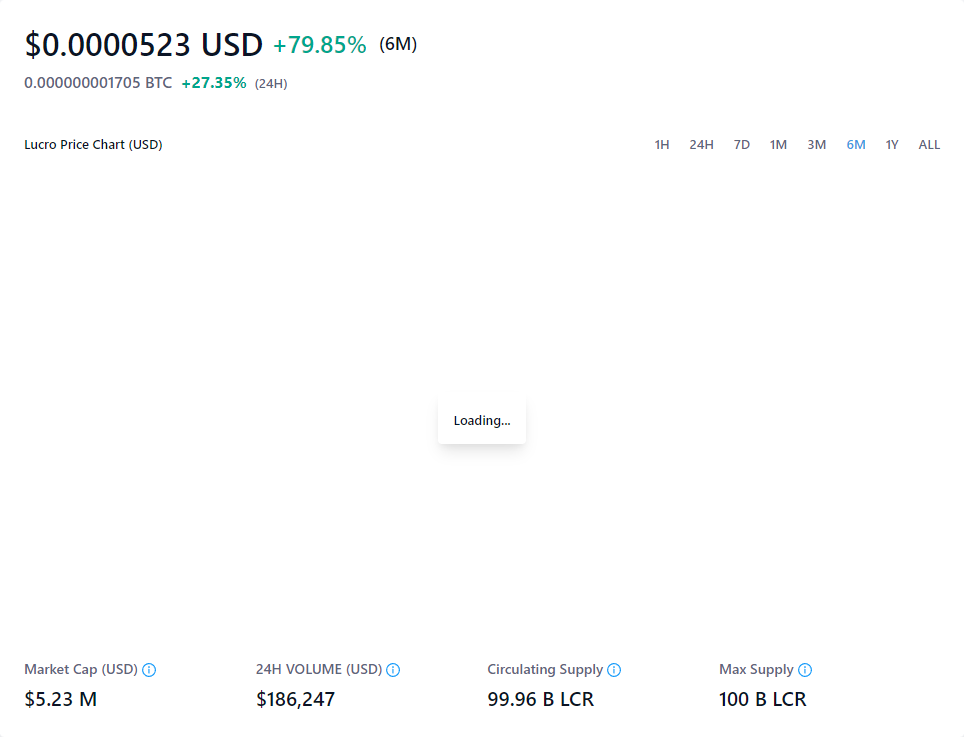 $0.0000523 USD +79.85% (6M)
0.000000001705 BTC +27.35% (24H)
Lucro Price Chart (USD) 1H 24H 7D 1M 3M 6M 1Y ALL
Loading...
Market Cap (USD) 24H VOLUME (USD) Circulating Supply Max Supply
$5.23 M $186,247 99.96 B LCR 100 B LCR